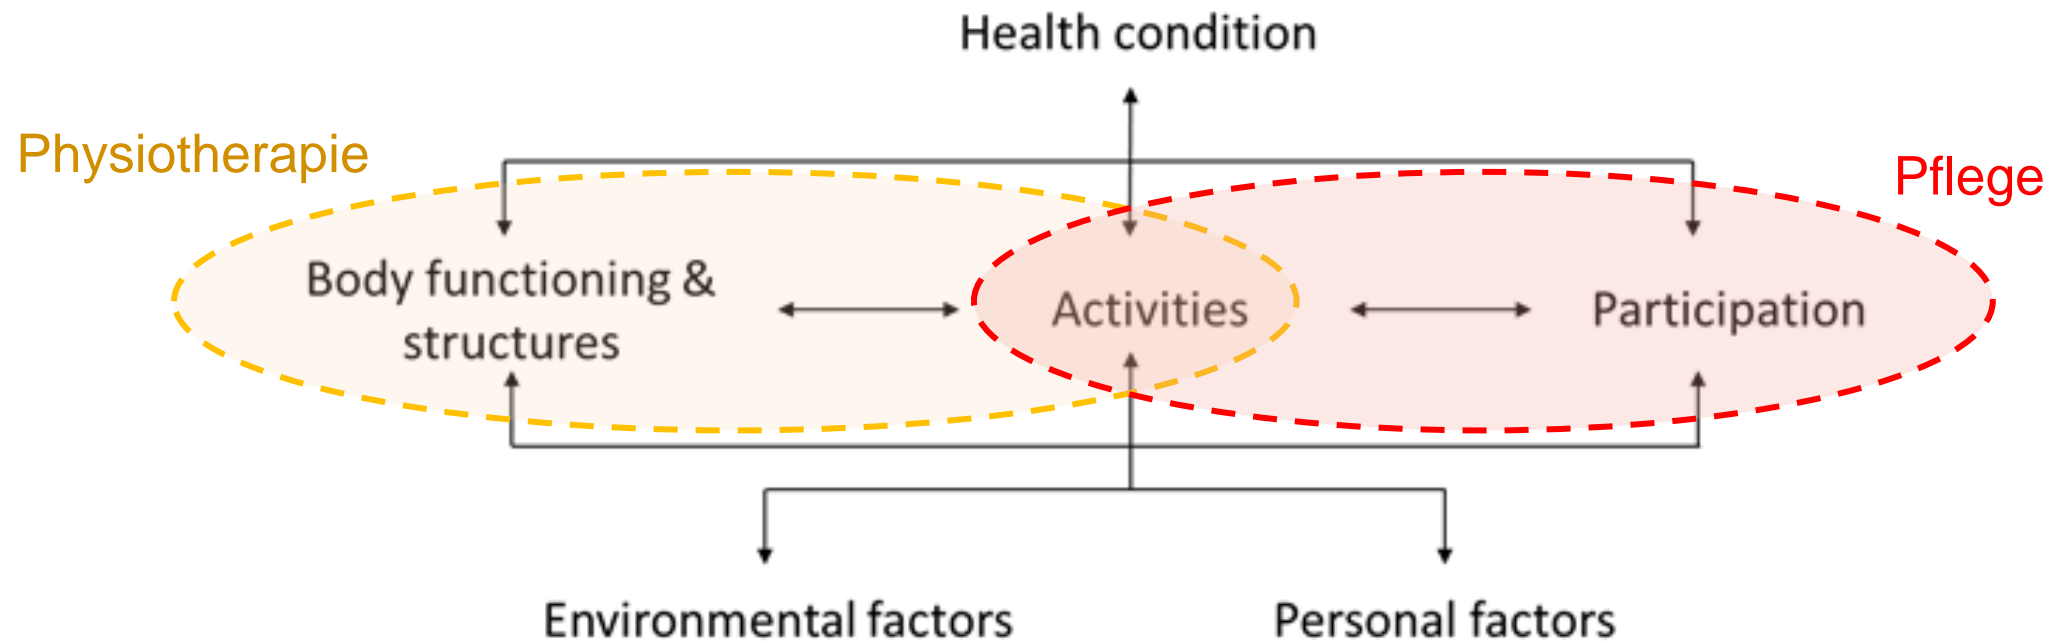 Health condition
Physiotherapie
Pflege
Body functioning &
structures
Activities
Participation
Environmental factors
Personal factors